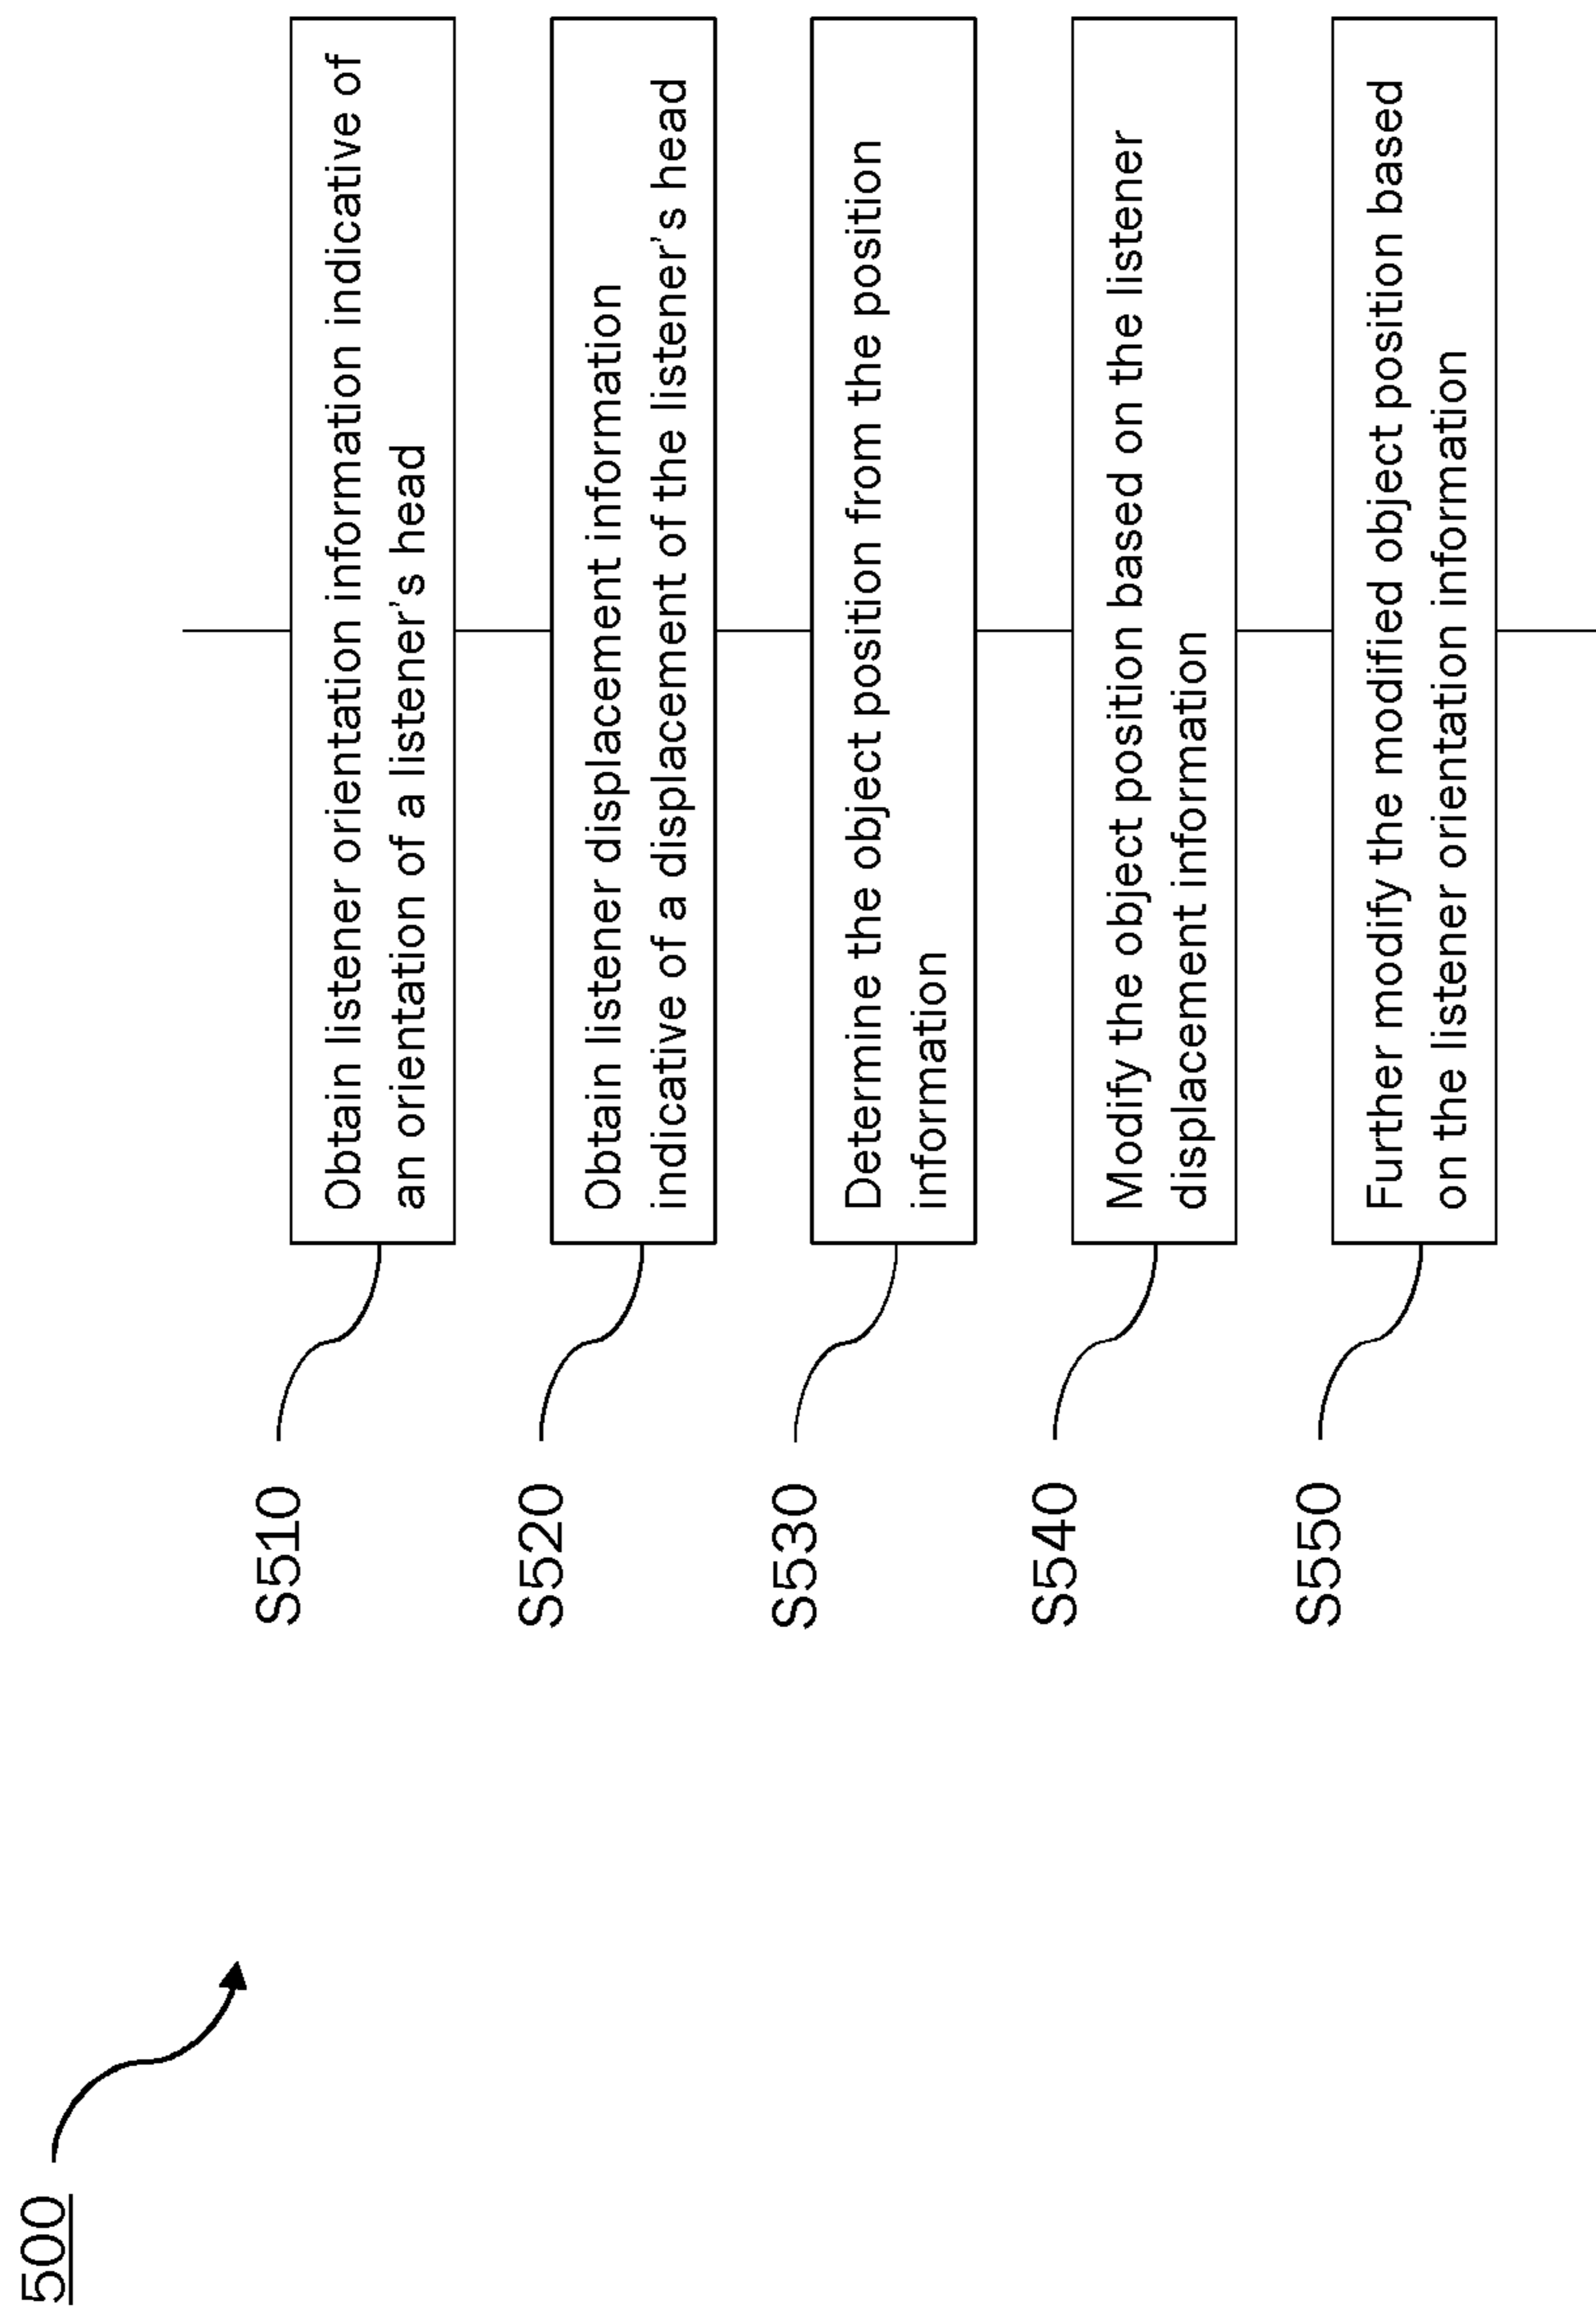 500
S510
Obtain listener orientation information indicative of
an orientation of a listener's head
S520
Obtain listener displacement information
indicative of a displacement of the listener's head
S530
Determine the object position from the position
information
S540
Modify the object position based on the listener
displacement information
S550
Further modify the modified object position based
on the listener orientation information